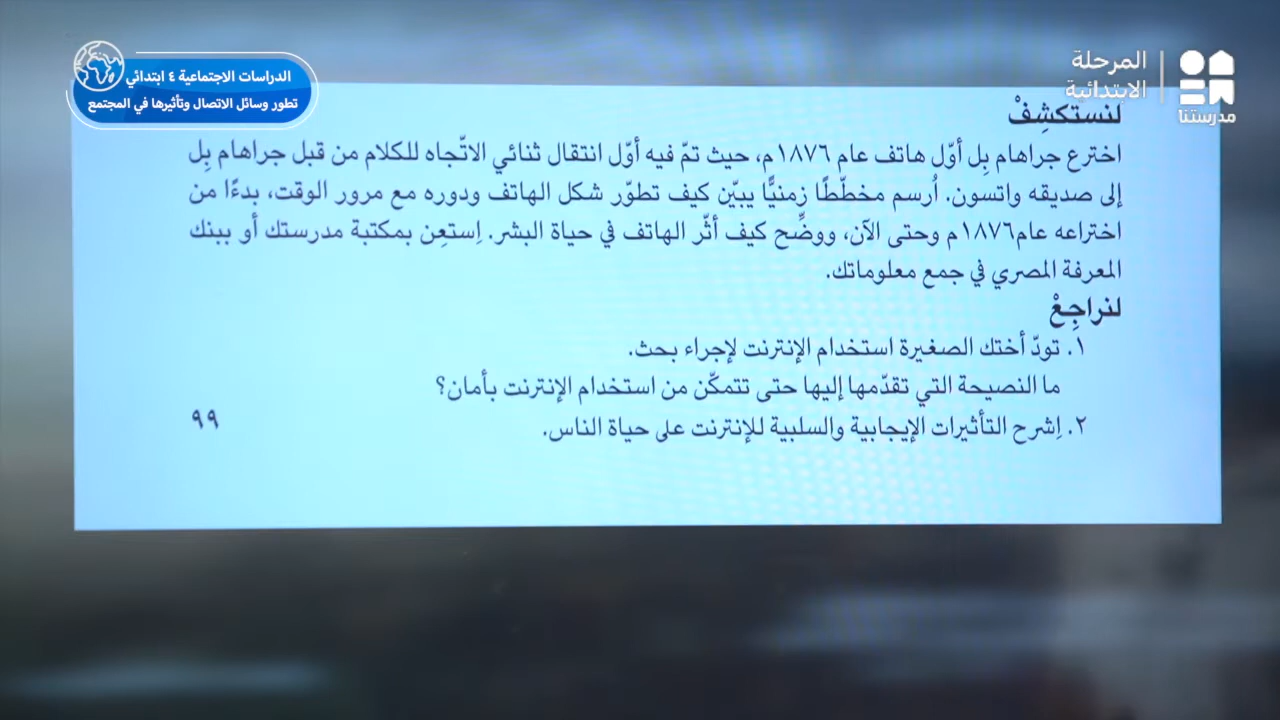 المرحلة
الابتدائية
مدرستنا
الدراسات الاجتماعية ٤ ابتدائي
تطور وسائل الاتصال وتأثيرها في المجتمع
لنستكشِفْ
اخترع جراهام بِل أوّل هاتف عام ١٨٧٦م، حيث تمّ فيه أوّل انتقال ثنائي الاتّجاه للكلام من قبل جراهام بِل
إلى صديقه واتسون. اُرسم مخطّطًا زمنيًّا يبيّن كيف تطوّر شكل الهاتف ودوره مع مرور الوقت، بدءًا من
اختراعه عام١٨٧٦م وحتى الآن، ووضِّح كيف أثّر الهاتف في حياة البشر. اِستعِن بمكتبة مدرستك أو ببنك
المعرفة المصري في جمع معلوماتك.
لنراجِعْ
١. تودّ أختك الصغيرة استخدام الإنترنت لإجراء بحث.
ما النصيحة التي تقدّمها إليها حتى تتمكّن من استخدام الإنترنت بأمان؟
٢. اِشرح التأثيرات الإيجابية والسلبية للإنترنت على حياة الناس.
٩٩